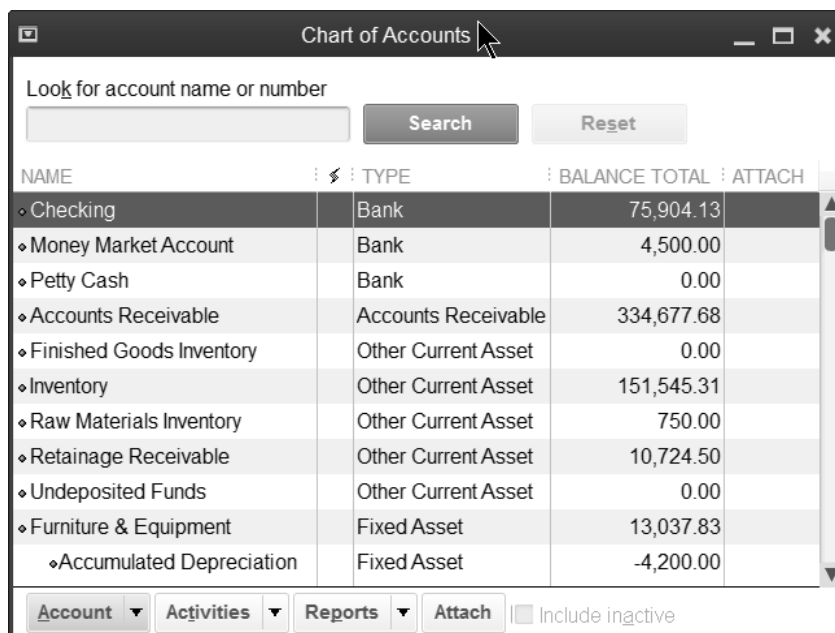 Chart of Accounts
Look for account name or number
Search Reset
NAME TYPE BALANCE TOTAL ATTACH
Checking Bank 75,904.13
Money Market Account Bank 4,500.00
Petty Cash Bank 0.00
Accounts Receivable Accounts Receivable 334,677.68
Finished Goods Inventory Other Current Asset 0.00
Inventory Other Current Asset 151,545.31
Raw Materials Inventory Other Current Asset 750.00
Retainage Receivable Other Current Asset 10,724.50
Undeposited Funds Other Current Asset 0.00
Furniture & Equipment Fixed Asset 13,037.83
Accumulated Depreciation Fixed Asset -4,200.00
Account Activities Reports Attach Include inactive